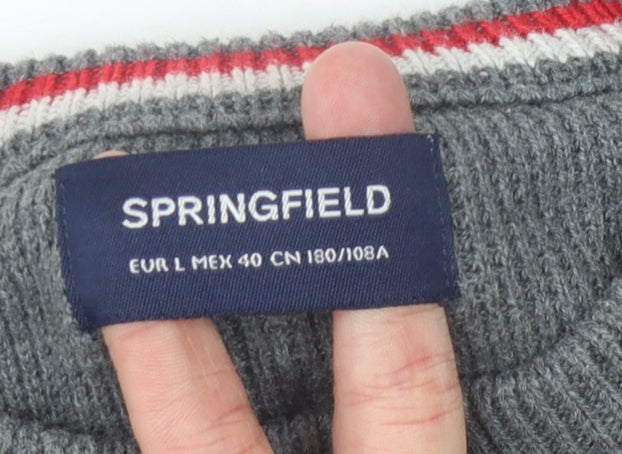 SPRINGFIELD
EUR L MEX 40 CN 180/108A